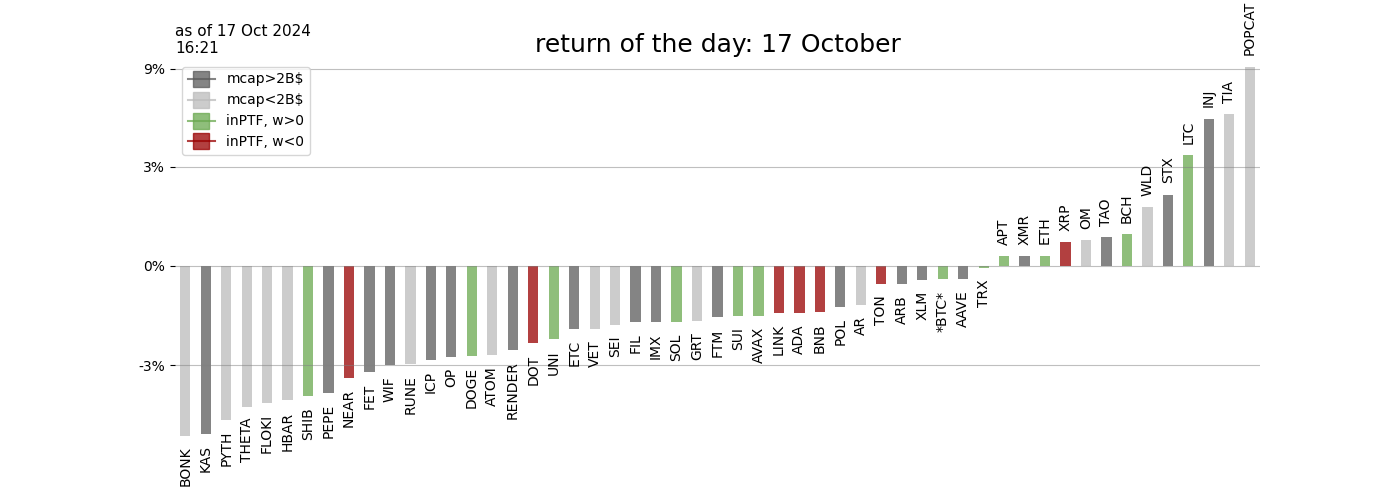 as of 17 Oct 2024
16:21
return of the day: 17 October
9%
3%
0%
-3%
mcap>2B$
mcap<2B$
inPTF, w>0
inPTF, w<0
BONK
KAS
PYTH
THETA
FLOKI
HBAR
SHIB
PEPE
NEAR
FET
WIF
RUNE
ICP
OP
DOGE
ATOM
RENDER
DOT
UNI
ETC
VET
SEI
FIL
IMX
SOL
GRT
FTM
SUI
AVAX
LINK
ADA
BNB
POL
AR
TON
ARB
XLM
*BTC*
AAVE
TRX
APT
XMR
ETH
XRP
OM
TAO
BCH
WLD
STX
LTC
INJ
TIA
POPCAT